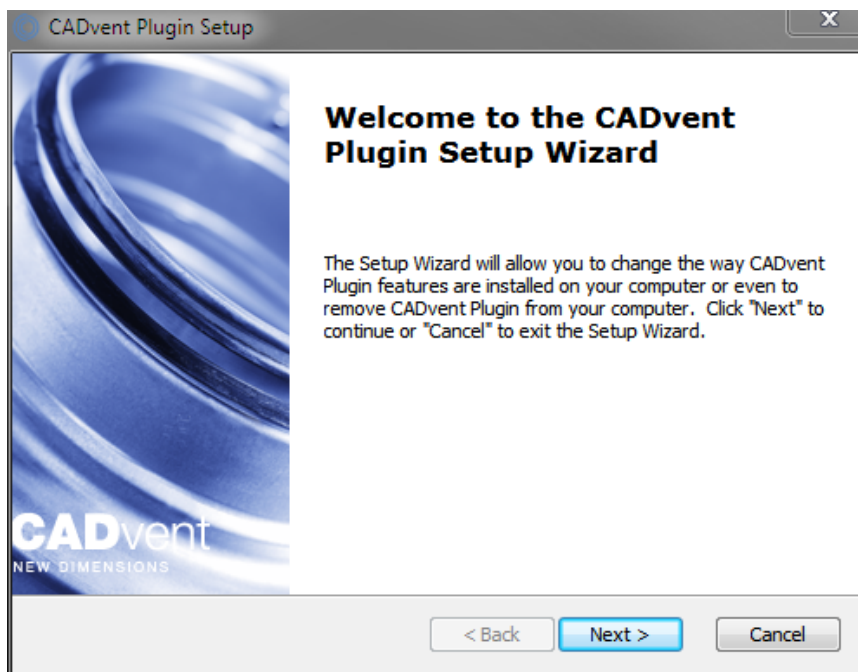 CADvent Plugin Setup
X
Welcome to the CADvent
Plugin Setup Wizard
The Setup Wizard will allow you to change the way CADvent
Plugin features are installed on your computer or even to
remove CADvent Plugin from your computer.  Click "Next" to
continue or "Cancel" to exit the Setup Wizard.
CADvent
NEW DIMENSIONS
< Back Next > Cancel